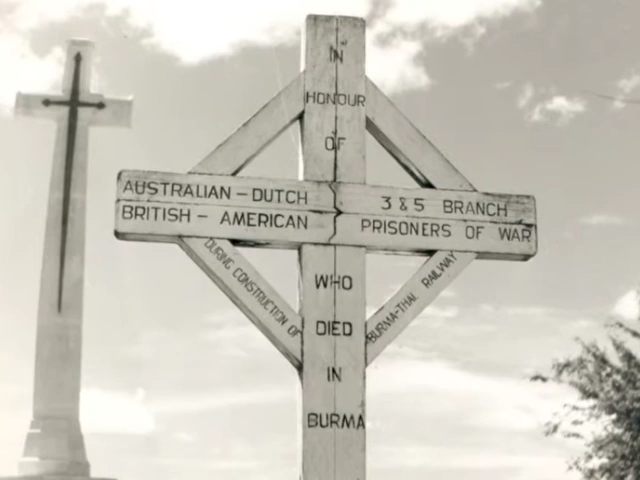 IN
HONOUR
OF
AUSTRALIAN - DUTCH 3 & 5 BRANCH
BRITISH - AMERICAN PRISONERS OF WAR
WHO
DIED
IN
BURMA
DURING CONSTRUCTION OF
BURMA-THAI RAILWAY